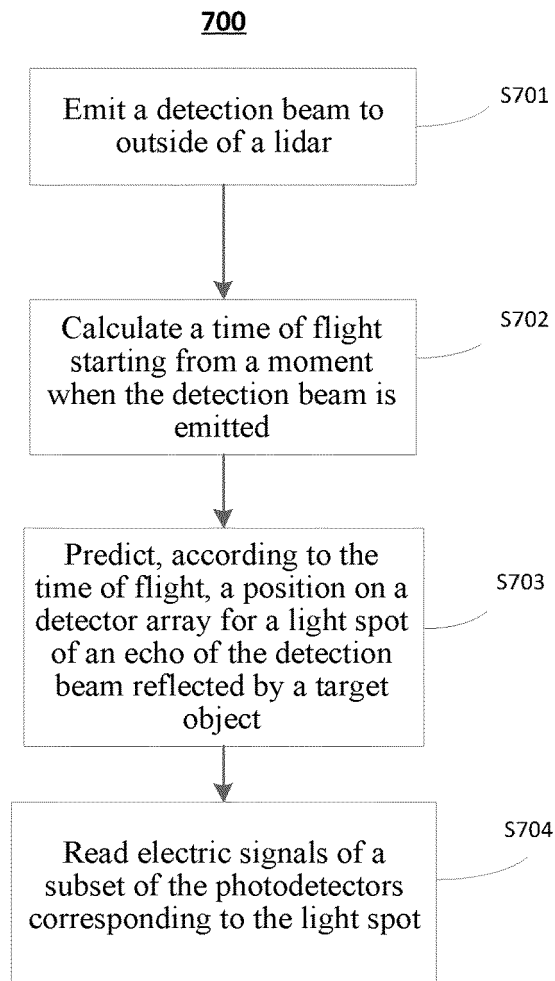 700
Emit a detection beam to
outside of a lidar
S701
Calculate a time of flight
starting from a moment
when the detection beam is
emitted
S702
Predict, according to the
time of flight, a position on a
detector array for a light spot
of an echo of the detection
beam reflected by a target
object
S703
Read electric signals of a
subset of the photodetectors
corresponding to the light spot
S704